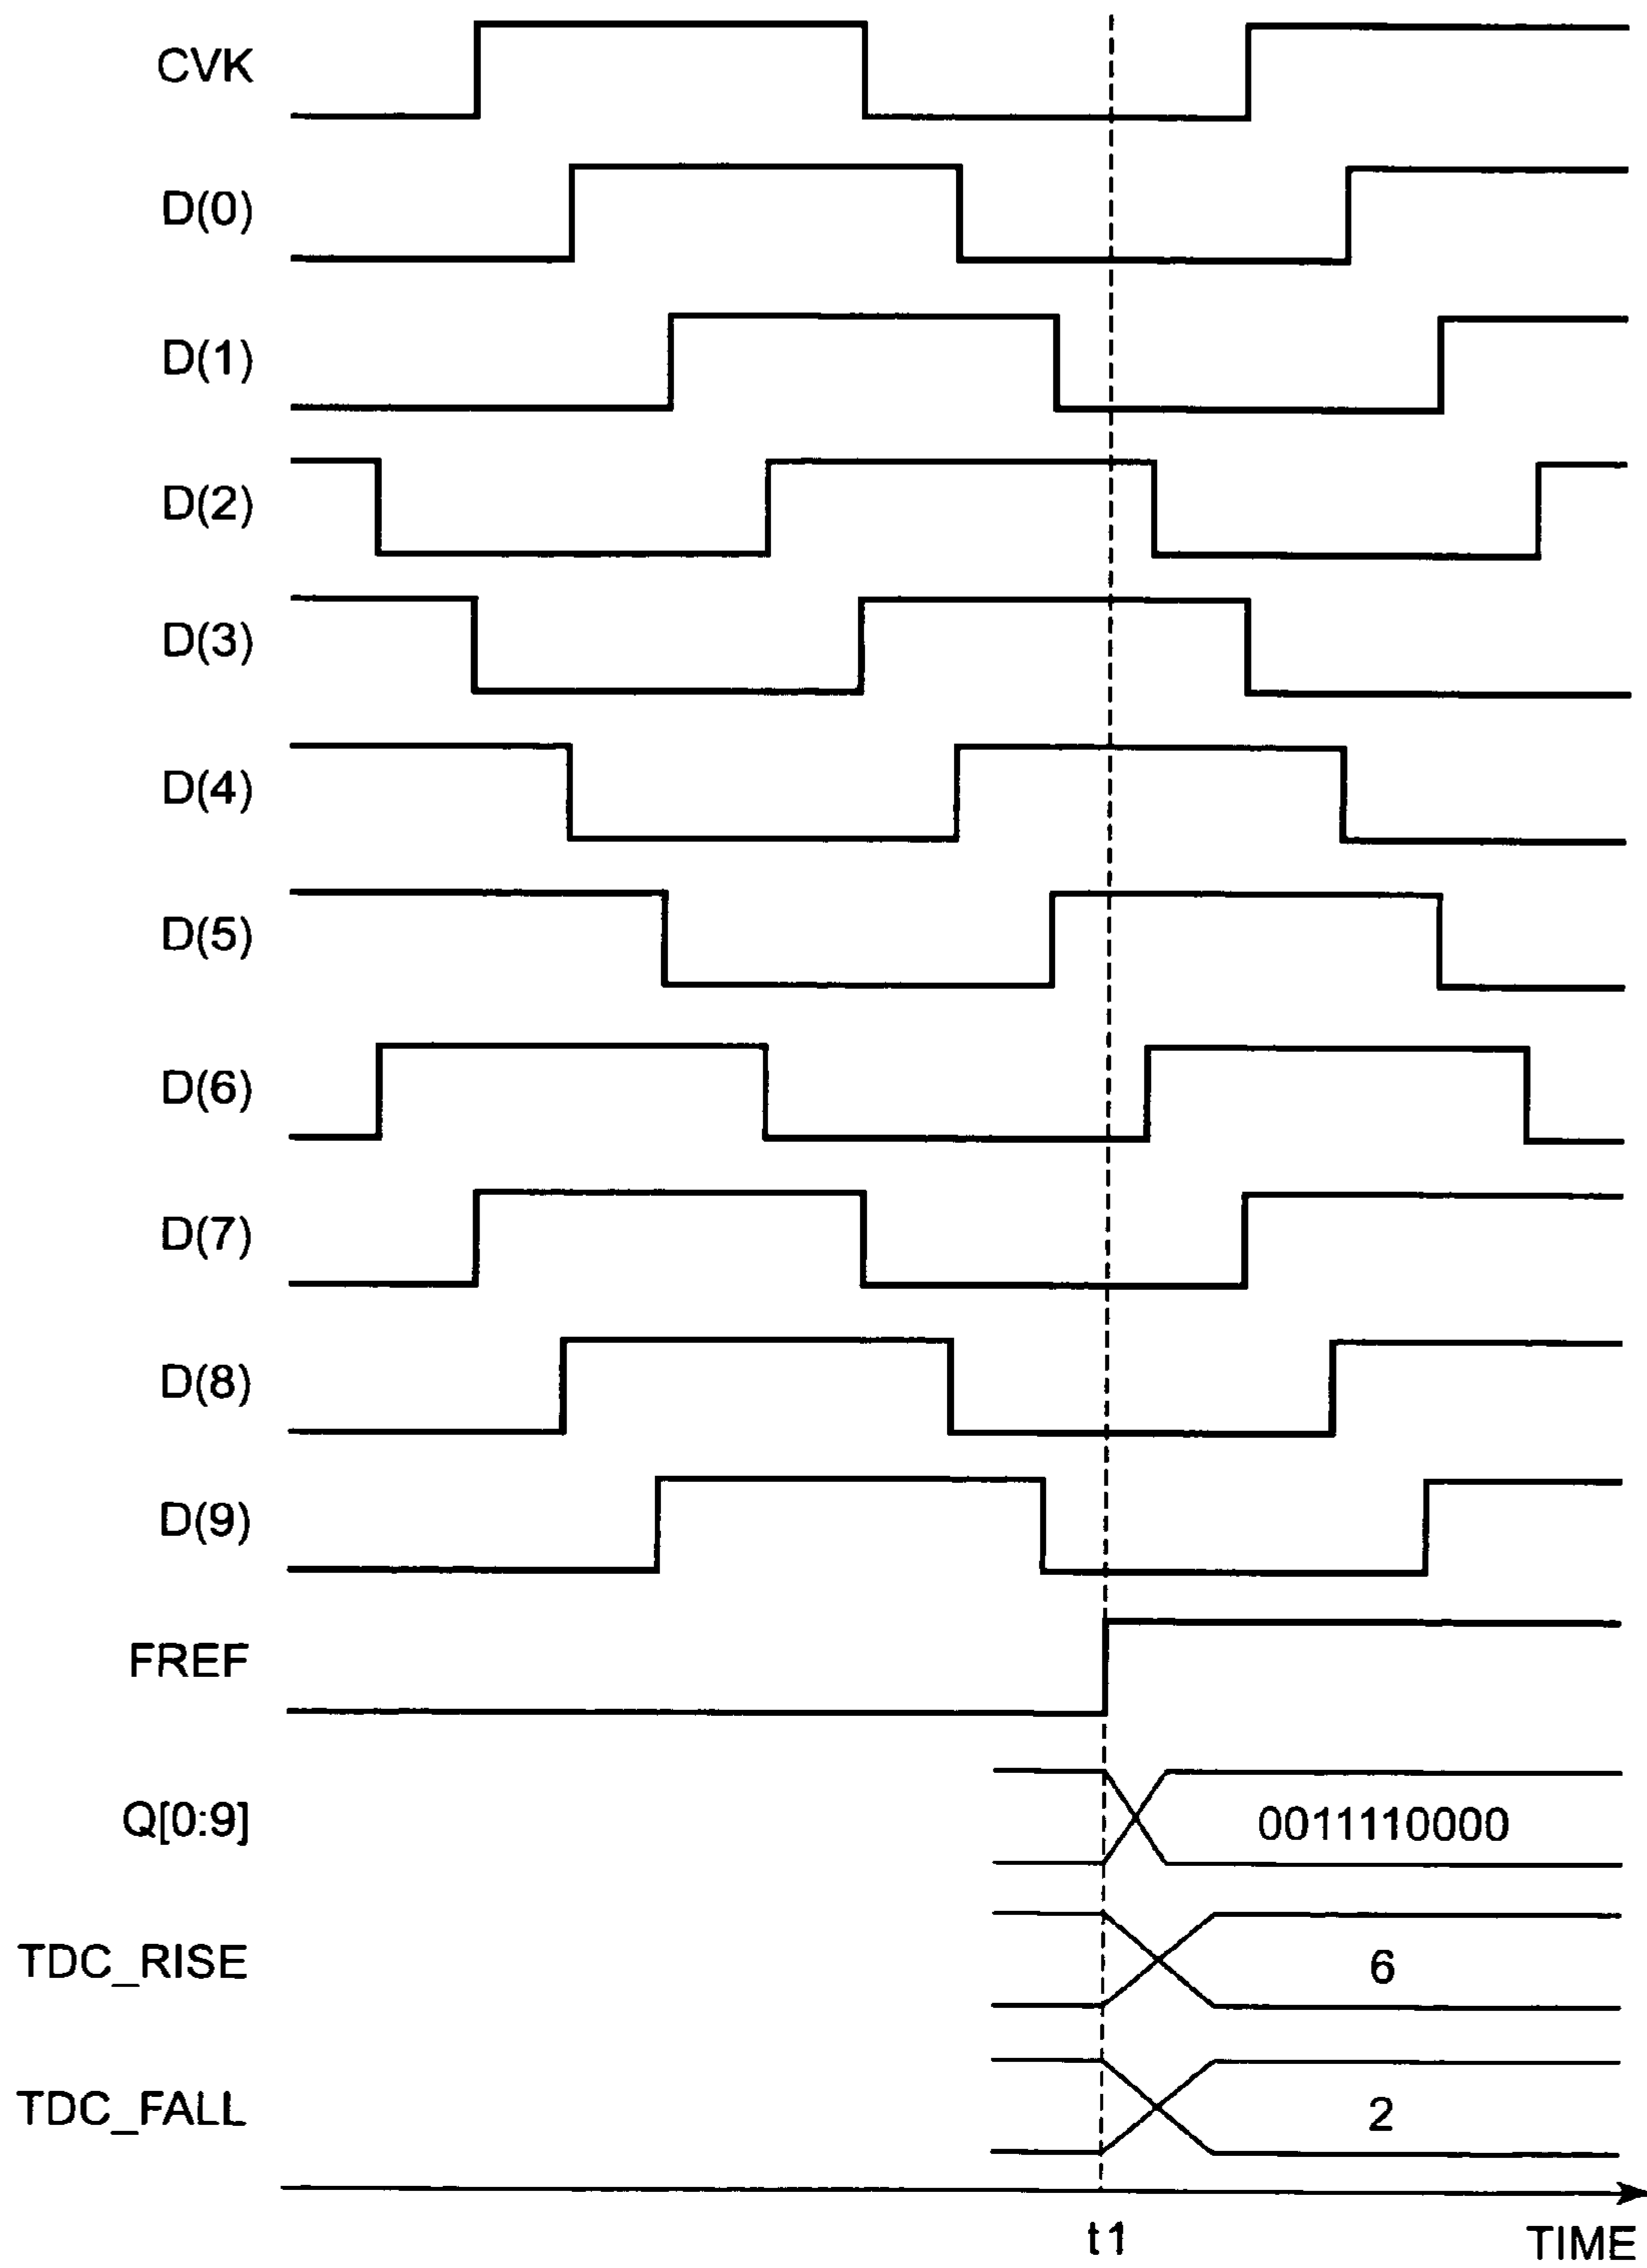 CVK
D(0)
D(1)
D(2)
D(3)
D(4)
D(5)
D(6)
D(7)
D(8)
D(9)
FREF
Q[0:9] 0011110000
TDC_RISE 6
TDC_FALL 2
t1 TIME